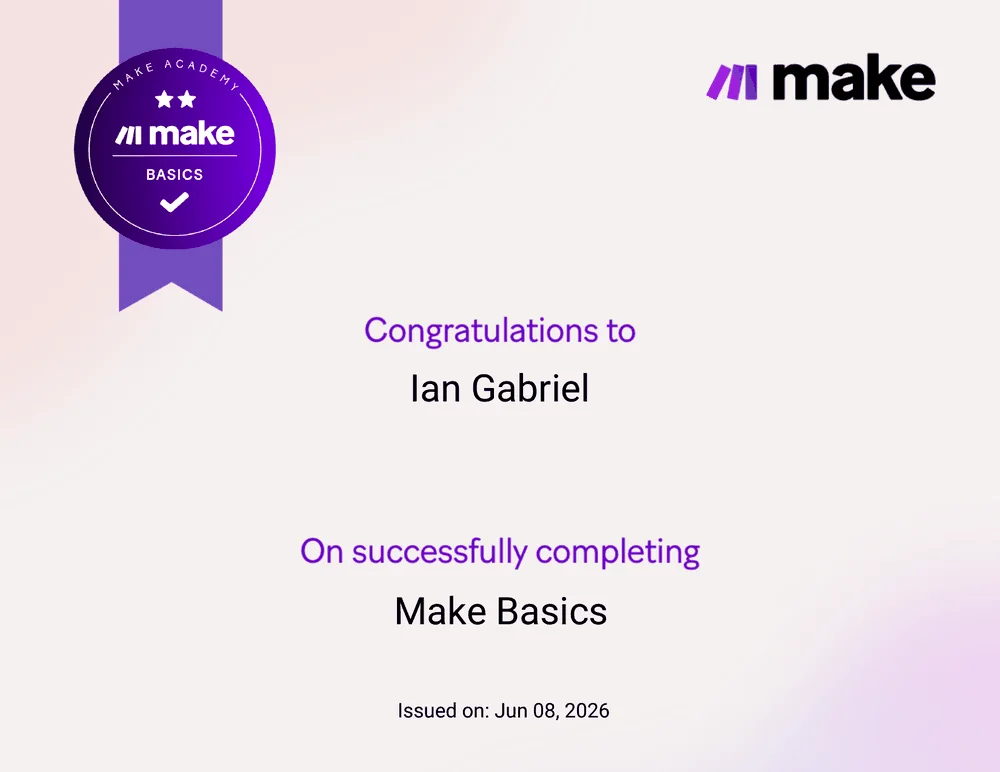 MAKE ACADEMY
make
BASICS
make
Congratulations to
Ian Gabriel
On successfully completing
Make Basics
Issued on: Jun 08, 2026